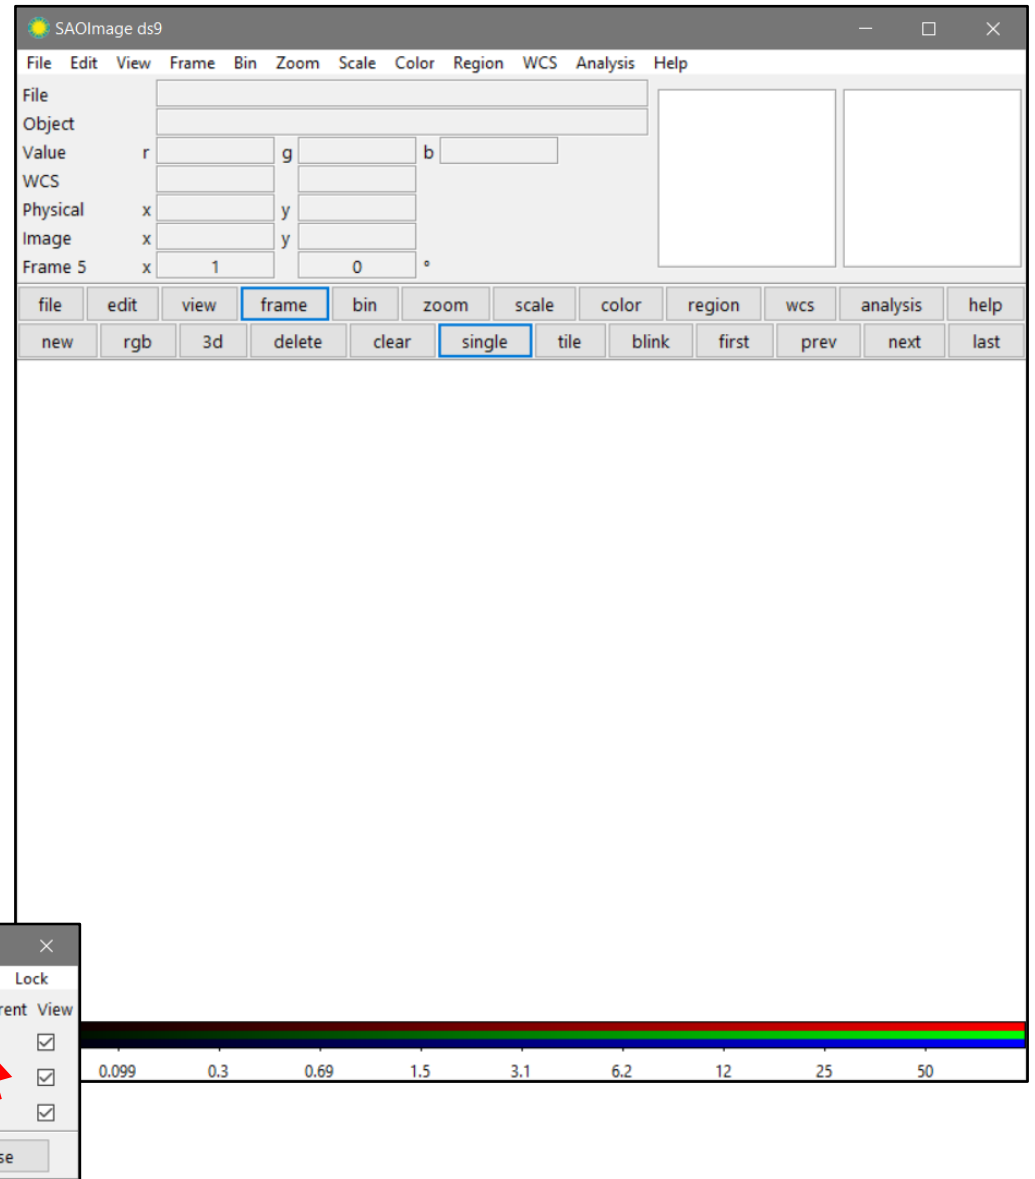 SAOImage ds9
File Edit View Frame Bin Zoom Scale Color Region WCS Analysis Help
File
Object
Value r g b
WCS
Physical x y
Image x y
Frame 5 x 1 0 °
file edit view frame bin zoom scale color region wcs analysis help
new rgb 3d delete clear single tile blink first prev next last
Lock
rent View
0.099 0.3 0.69 1.5 3.1 6.2 12 25 50
se